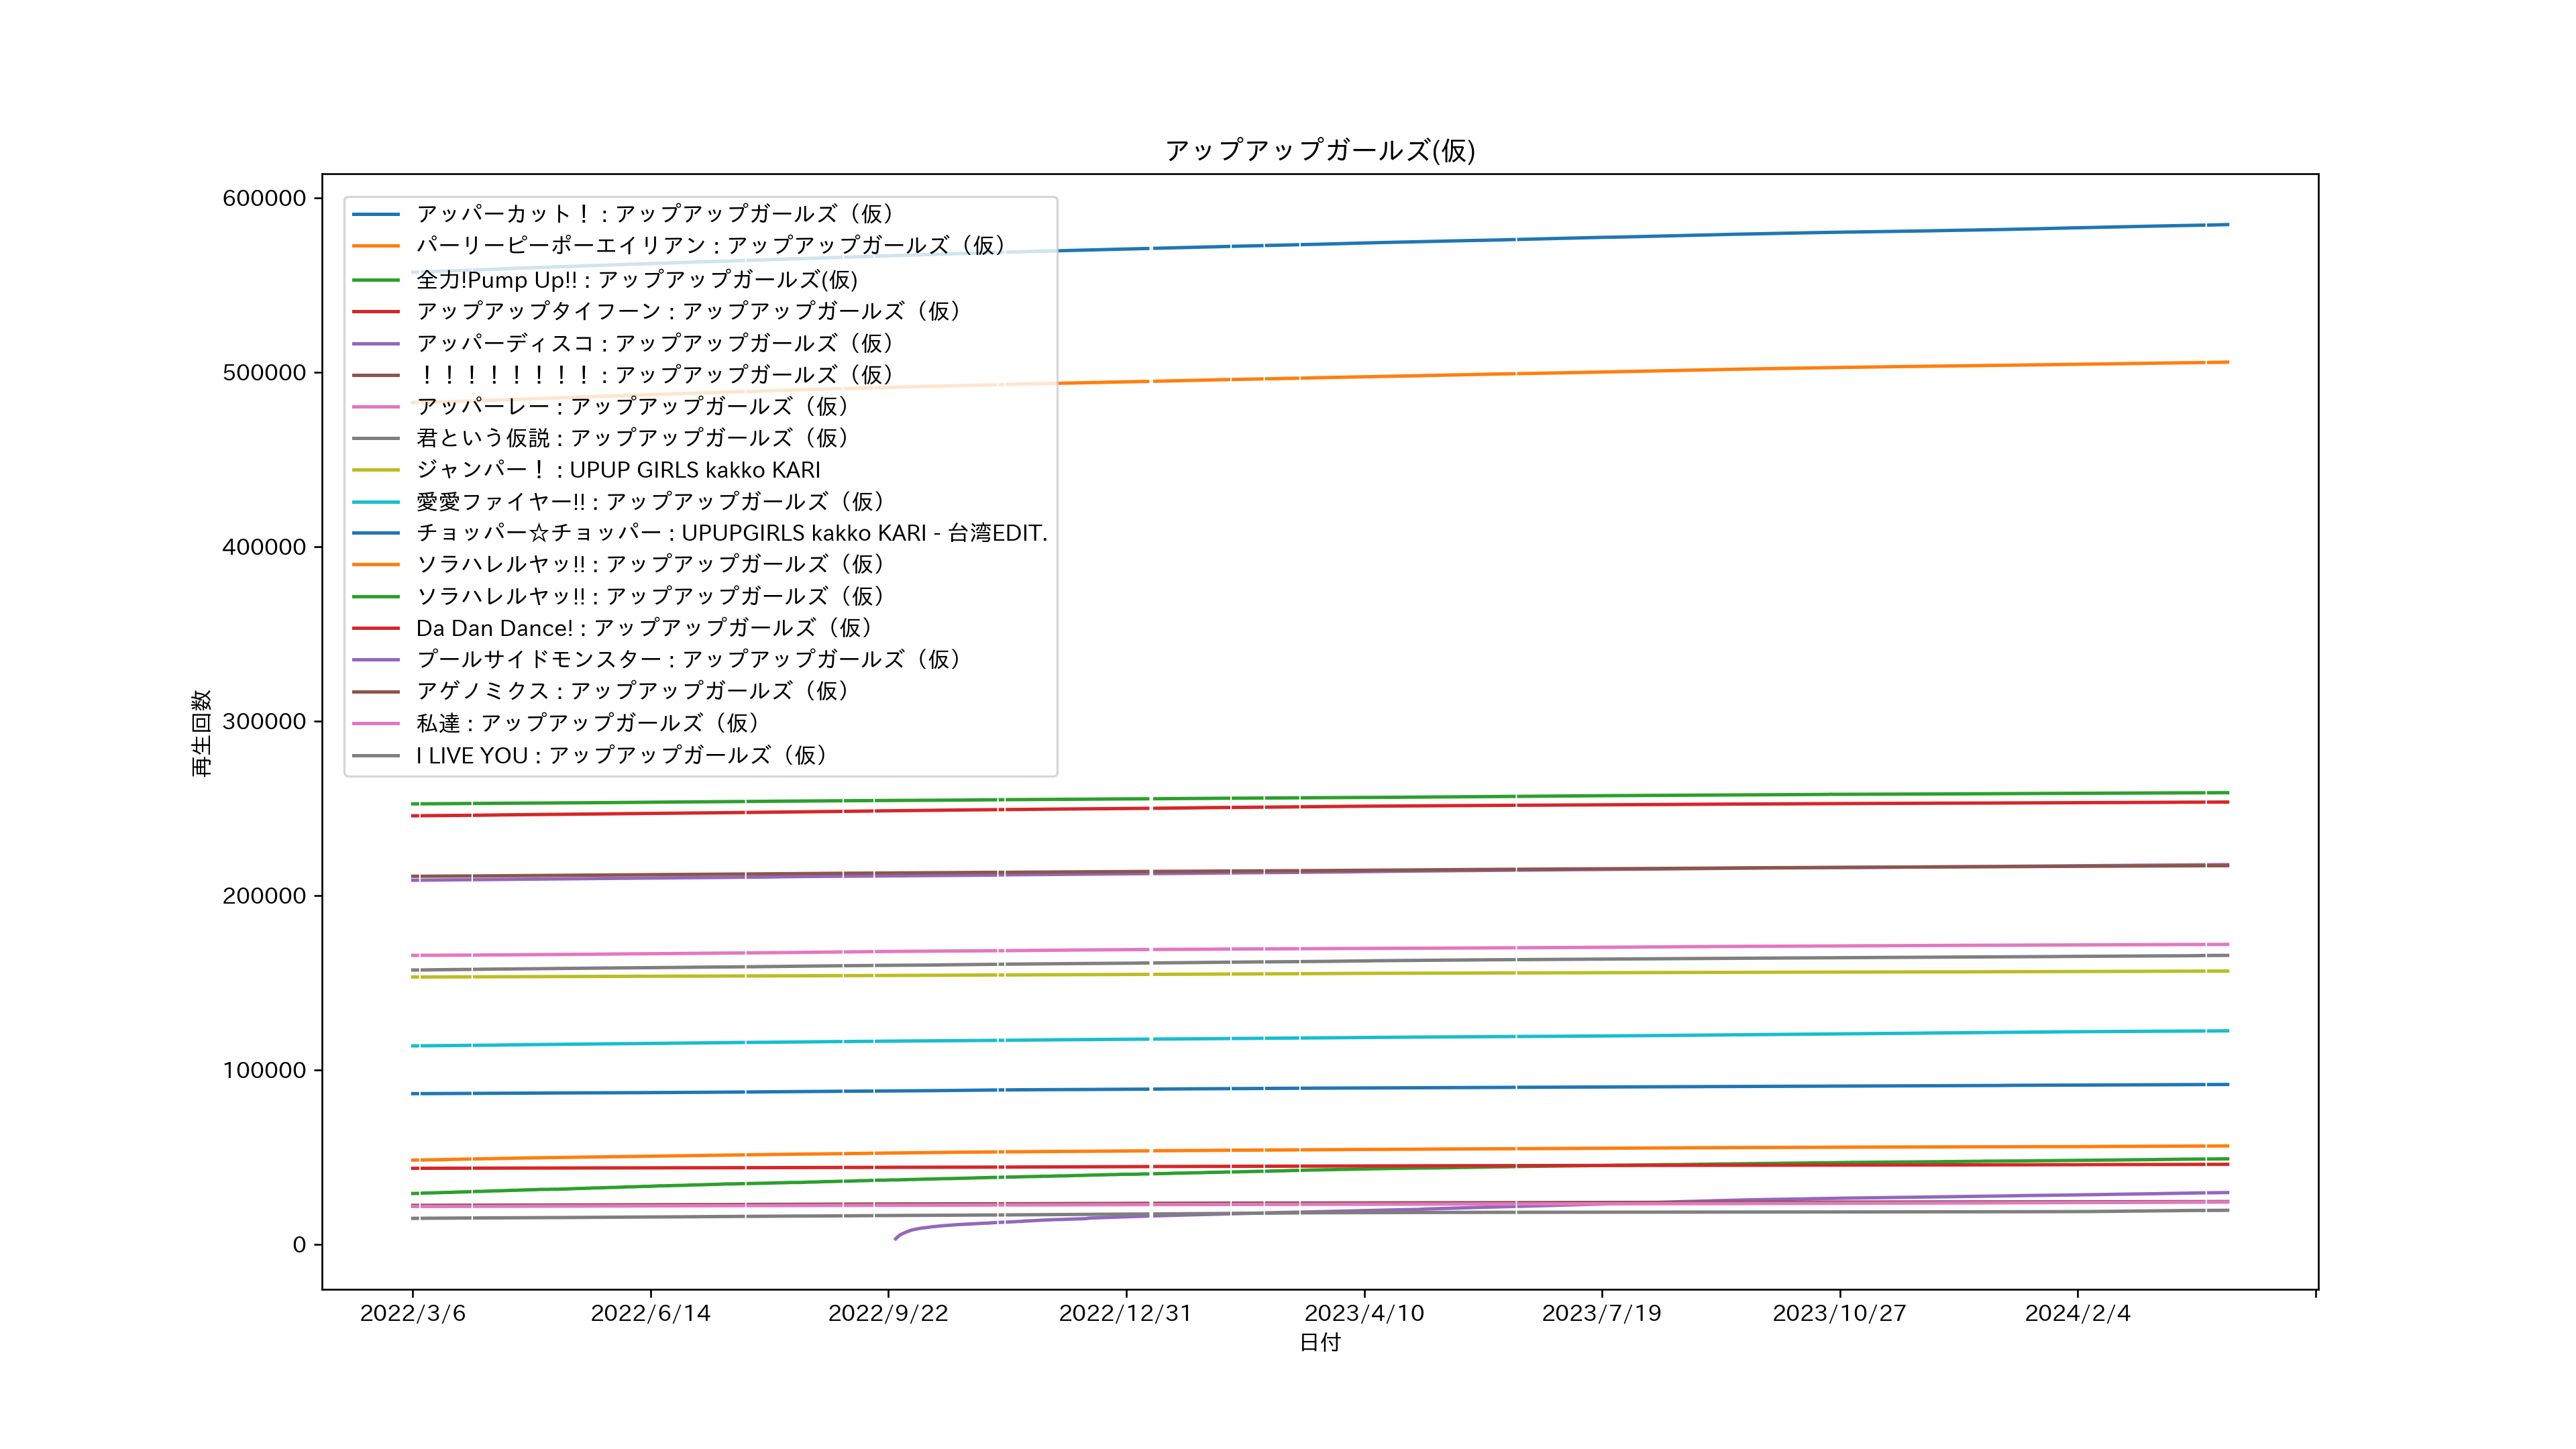 アップアップガールズ(仮)
600000
500000
400000
300000
200000
100000
0
再生回数
アッパーカット！ : アップアップガールズ（仮）
パーリーピーポーエイリアン : アップアップガールズ（仮）
全力!Pump Up!! : アップアップガールズ(仮)
アップアップタイフーン : アップアップガールズ（仮）
アッパーディスコ : アップアップガールズ（仮）
！！！！！！！！ : アップアップガールズ（仮）
アッパーレー : アップアップガールズ（仮）
君という仮説 : アップアップガールズ（仮）
ジャンパー！ : UPUP GIRLS kakko KARI
愛愛ファイヤー!! : アップアップガールズ（仮）
チョッパー☆チョッパー : UPUPGIRLS kakko KARI - 台湾EDIT.
ソラハレルヤッ!! : アップアップガールズ（仮）
ソラハレルヤッ!! : アップアップガールズ（仮）
Da Dan Dance! : アップアップガールズ（仮）
プールサイドモンスター : アップアップガールズ（仮）
アゲノミクス : アップアップガールズ（仮）
私達 : アップアップガールズ（仮）
I LIVE YOU : アップアップガールズ（仮）
2022/3/6 2022/6/14 2022/9/22 2022/12/31 2023/4/10 2023/7/19 2023/10/27 2024/2/4
日付